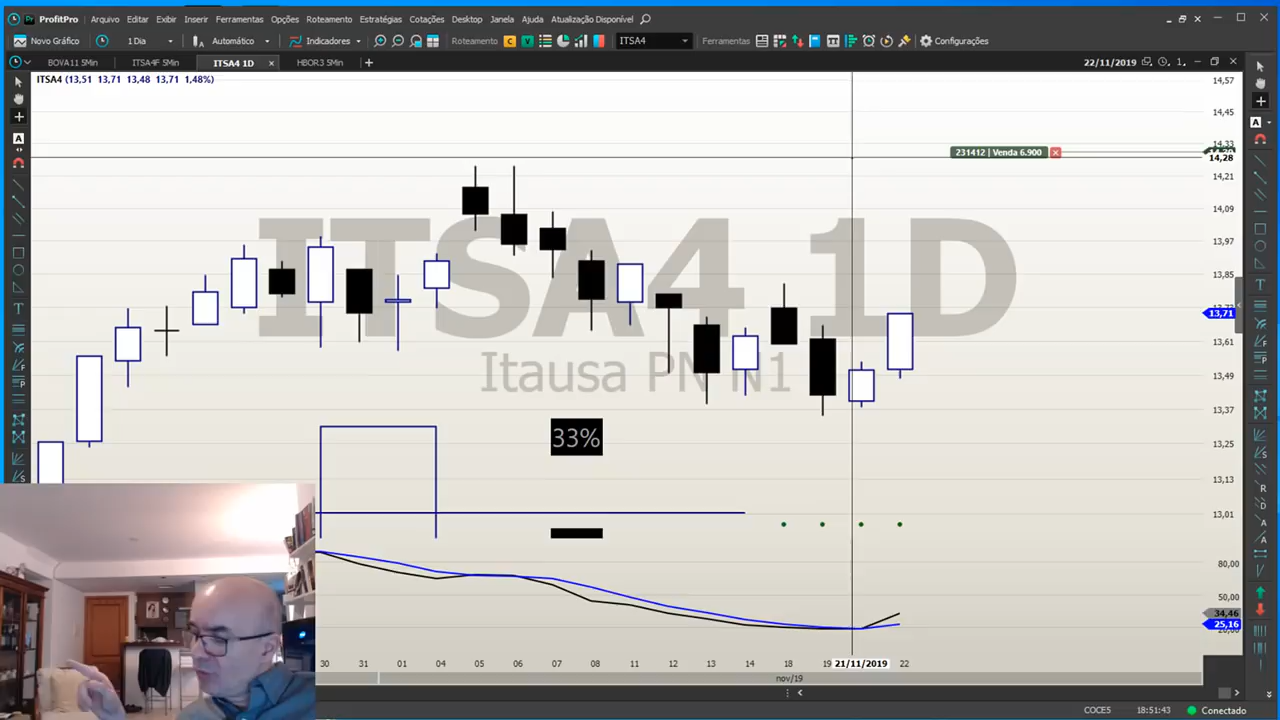 ProfitPro Arquivo Editar Exibir Inserir Ferramentas Opções Roteamento Estratégias Cotações Desktop Janela Ajuda Atualização Disponível
Novo Gráfico 1 Dia Automático Indicadores Roteamento C V ITSA4 Ferramentas Configurações
BOVA11 5Min ITSA4F 5Min ITSA4 1D HBOR3 5Min 22/11/2019
ITSA4 (13,51 13,71 13,48 13,71 1,48%)
14,57
14,45
14,33
231412 | Venda 6.900
14,28
14,21
14,09
ITSA4 1D
13,97
13,85
13,71
13,61
Itausa PN N1
13,49
13,37
33%
13,25
13,13
13,01
80,00
50,00
34,46
25,16
30 31 01 04 05 06 07 08 11 12 13 14 18 19 21/11/2019 22
nov/19
COCE5 18:51:43 Conectado